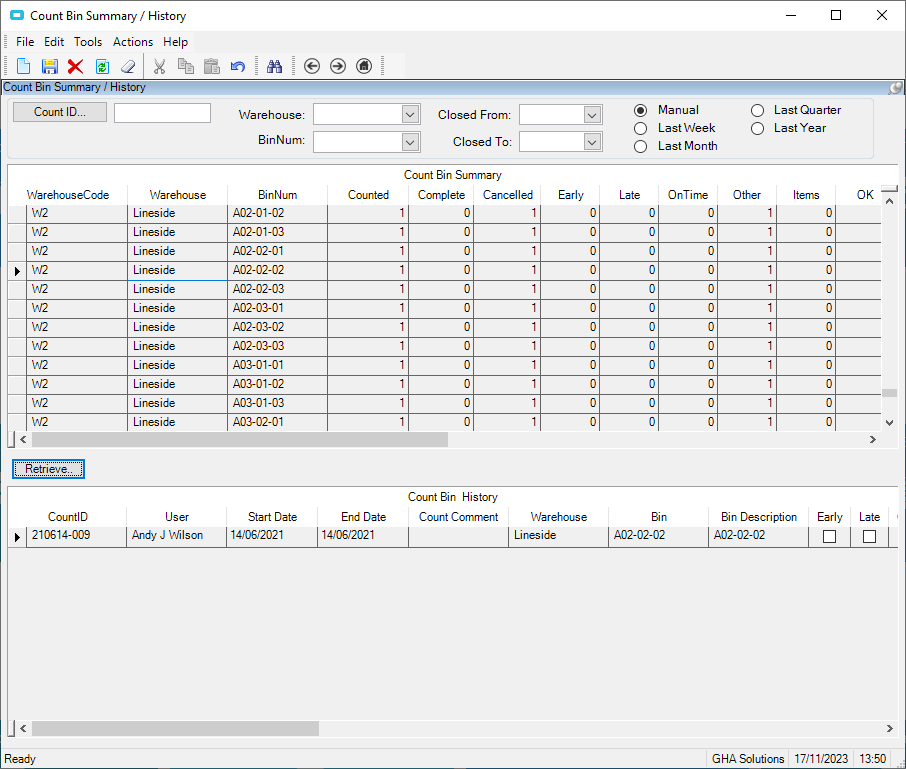 Count Bin Summary / History
File Edit Tools Actions Help
Count Bin Summary / History
Count ID... Warehouse: Closed From: Manual Last Quarter
BinNum: Closed To: Last Week Last Year
Last Month
Count Bin Summary
WarehouseCode Warehouse BinNum Counted Complete Cancelled Early Late OnTime Other Items OK
W2 Lineside A02-01-02 1 0 1 0 0 0 1 0
W2 Lineside A02-01-03 1 0 1 0 0 0 1 0
W2 Lineside A02-02-01 1 0 1 0 0 0 1 0
W2 Lineside A02-02-02 1 0 1 0 0 0 1 0
W2 Lineside A02-02-03 1 0 1 0 0 0 1 0
W2 Lineside A02-03-01 1 0 1 0 0 0 1 0
W2 Lineside A02-03-02 1 0 1 0 0 0 1 0
W2 Lineside A02-03-03 1 0 1 0 0 0 1 0
W2 Lineside A03-01-01 1 0 1 0 0 0 1 0
W2 Lineside A03-01-02 1 0 1 0 0 0 1 0
W2 Lineside A03-01-03 1 0 1 0 0 0 1 0
W2 Lineside A03-02-01 1 0 1 0 0 0 1 0
Retrieve..
Count Bin  History
CountID User Start Date End Date Count Comment Warehouse Bin Bin Description Early Late
210614-009 Andy J Wilson 14/06/2021 14/06/2021 Lineside A02-02-02 A02-02-02
Ready GHA Solutions 17/11/2023 13:50